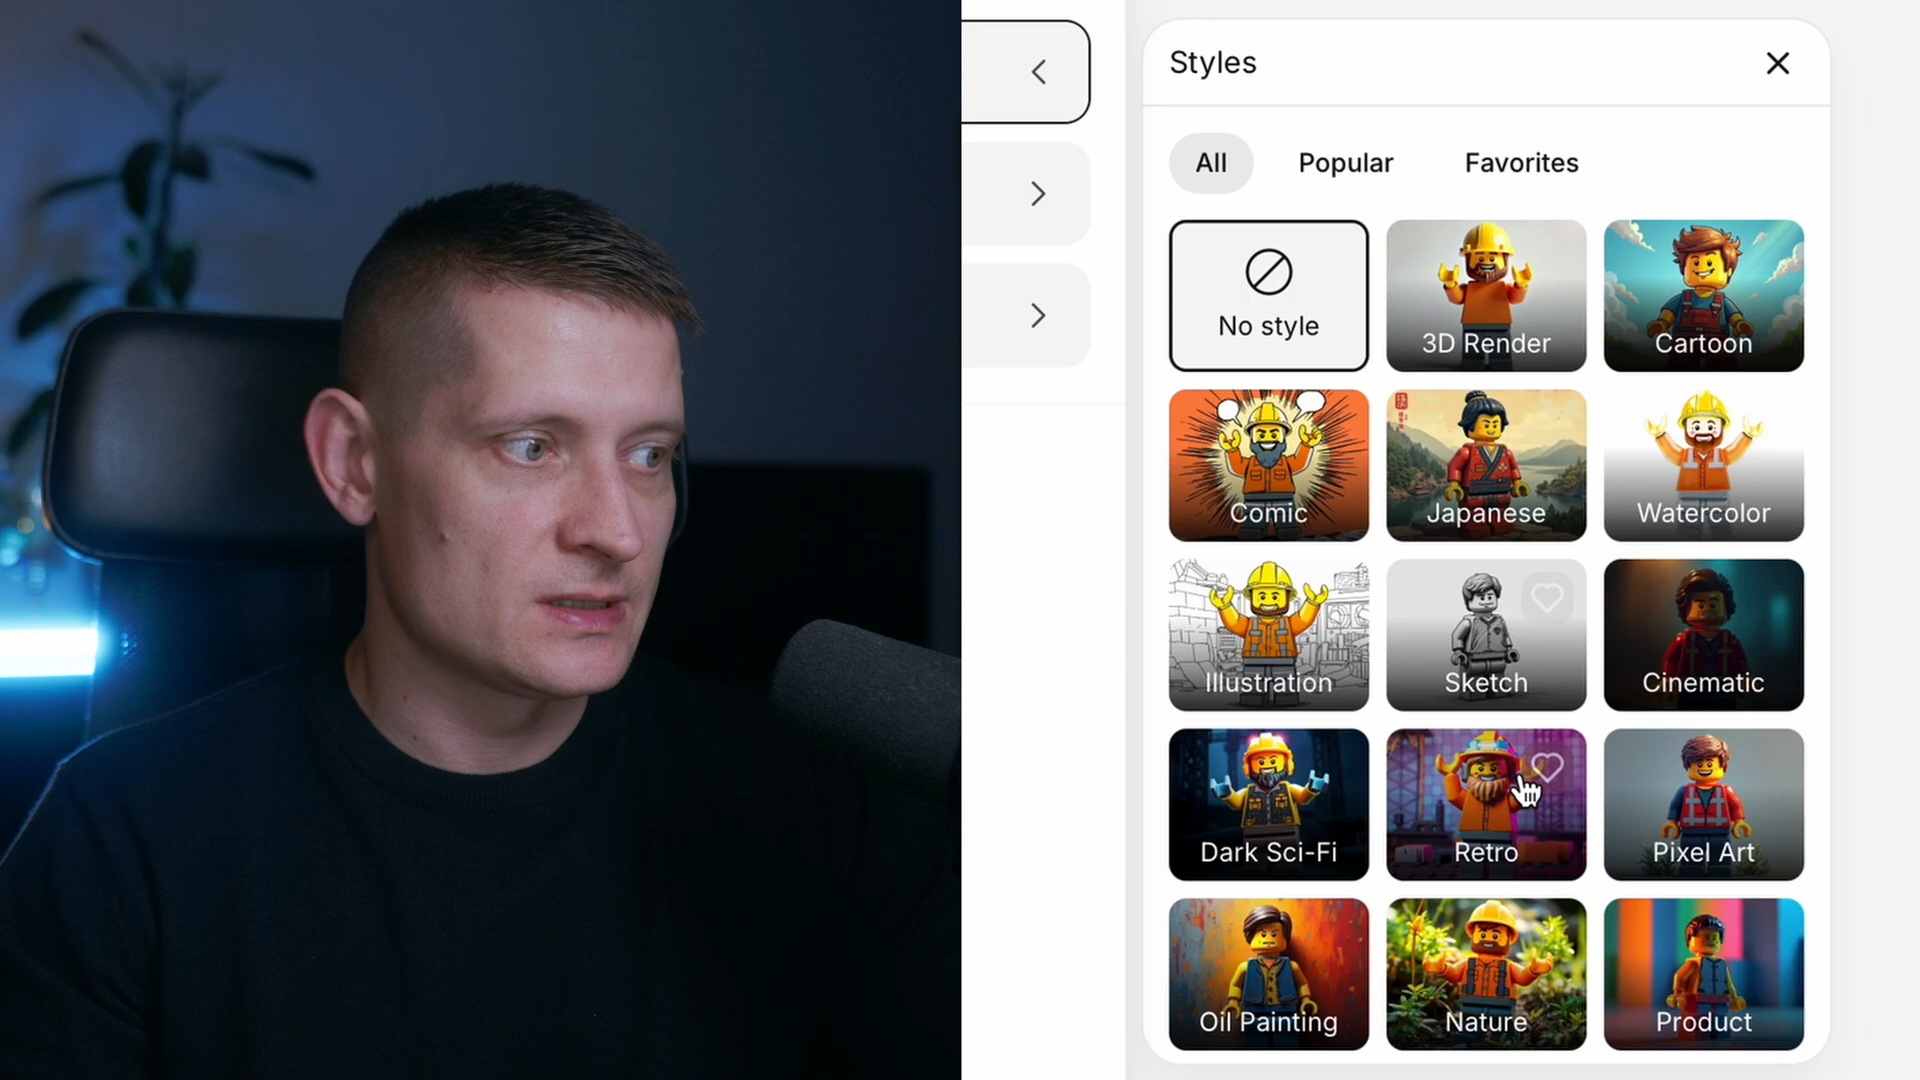 Styles
All Popular Favorites
No style 3D Render Cartoon
Comic Japanese Watercolor
Illustration Sketch Cinematic
Dark Sci-Fi Retro Pixel Art
Oil Painting Nature Product